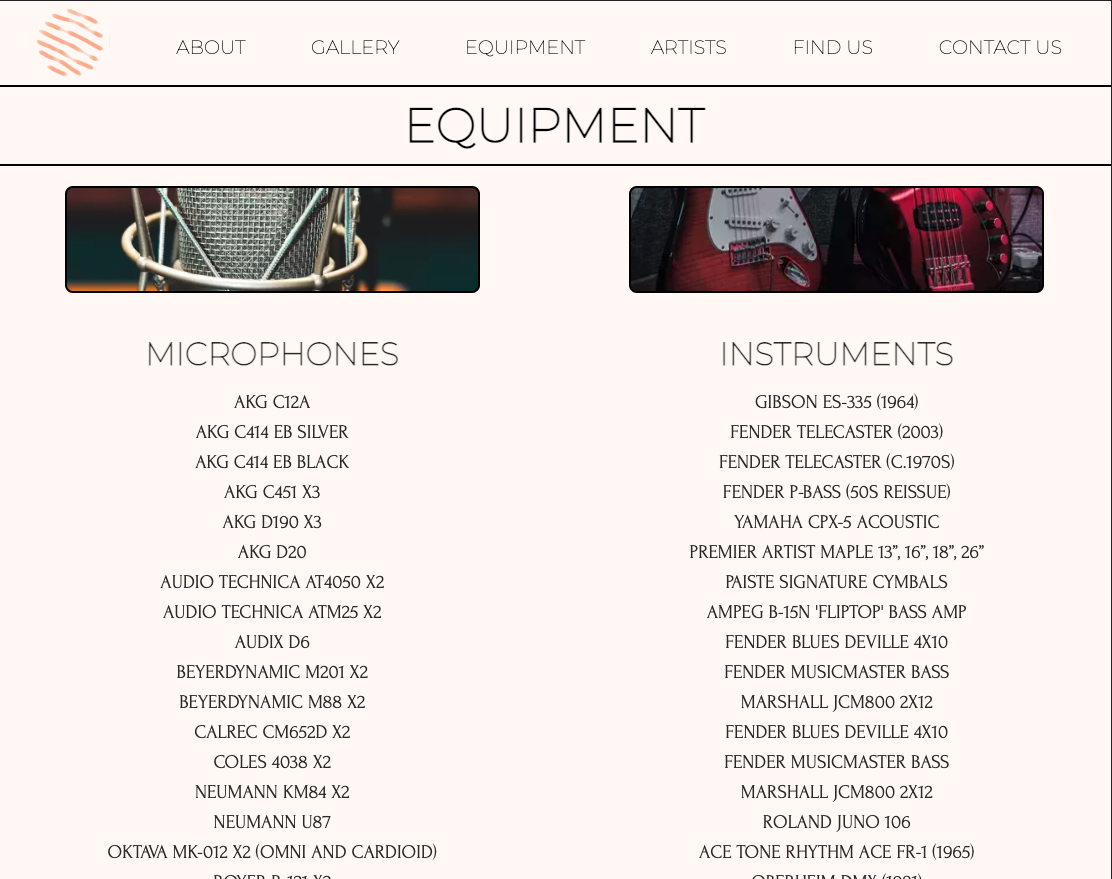 ABOUT GALLERY EQUIPMENT ARTISTS FIND US CONTACT US
EQUIPMENT
MICROPHONES
AKG C12A
AKG C414 EB SILVER
AKG C414 EB BLACK
AKG C451 X3
AKG D190 X3
AKG D20
AUDIO TECHNICA AT4050 X2
AUDIO TECHNICA ATM25 X2
AUDIX D6
BEYERDYNAMIC M201 X2
BEYERDYNAMIC M88 X2
CALREC CM652D X2
COLES 4038 X2
NEUMANN KM84 X2
NEUMANN U87
OKTAVA MK-012 X2 (OMNI AND CARDIOID)
INSTRUMENTS
GIBSON ES-335 (1964)
FENDER TELECASTER (2003)
FENDER TELECASTER (C.1970S)
FENDER P-BASS (50S REISSUE)
YAMAHA CPX-5 ACOUSTIC
PREMIER ARTIST MAPLE 13”, 16”, 18”, 26”
PAISTE SIGNATURE CYMBALS
AMPEG B-15N 'FLIPTOP' BASS AMP
FENDER BLUES DEVILLE 4X10
FENDER MUSICMASTER BASS
MARSHALL JCM800 2X12
FENDER BLUES DEVILLE 4X10
FENDER MUSICMASTER BASS
MARSHALL JCM800 2X12
ROLAND JUNO 106
ACE TONE RHYTHM ACE FR-1 (1965)